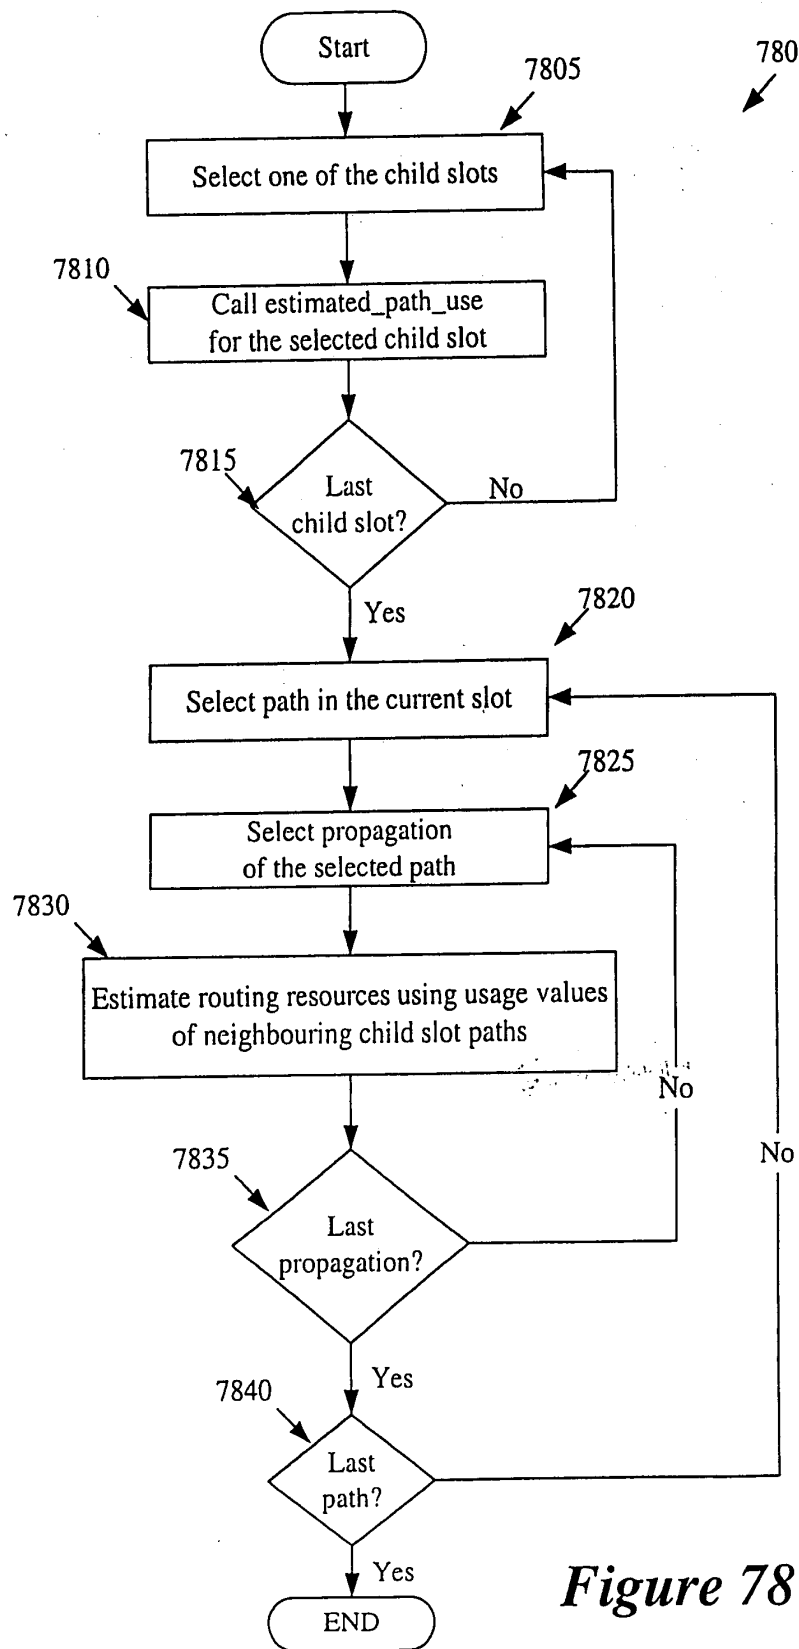 Start
780
7805
Select one of the child slots
7810
Call estimated_path_use
for the selected child slot
7815
Last
child slot?
No
Yes
7820
Select path in the current slot
7825
Select propagation
of the selected path
7830
Estimate routing resources using usage values
of neighbouring child slot paths
No
No
7835
Last
propagation?
Yes
7840
Last
path?
Yes
END
Figure 78